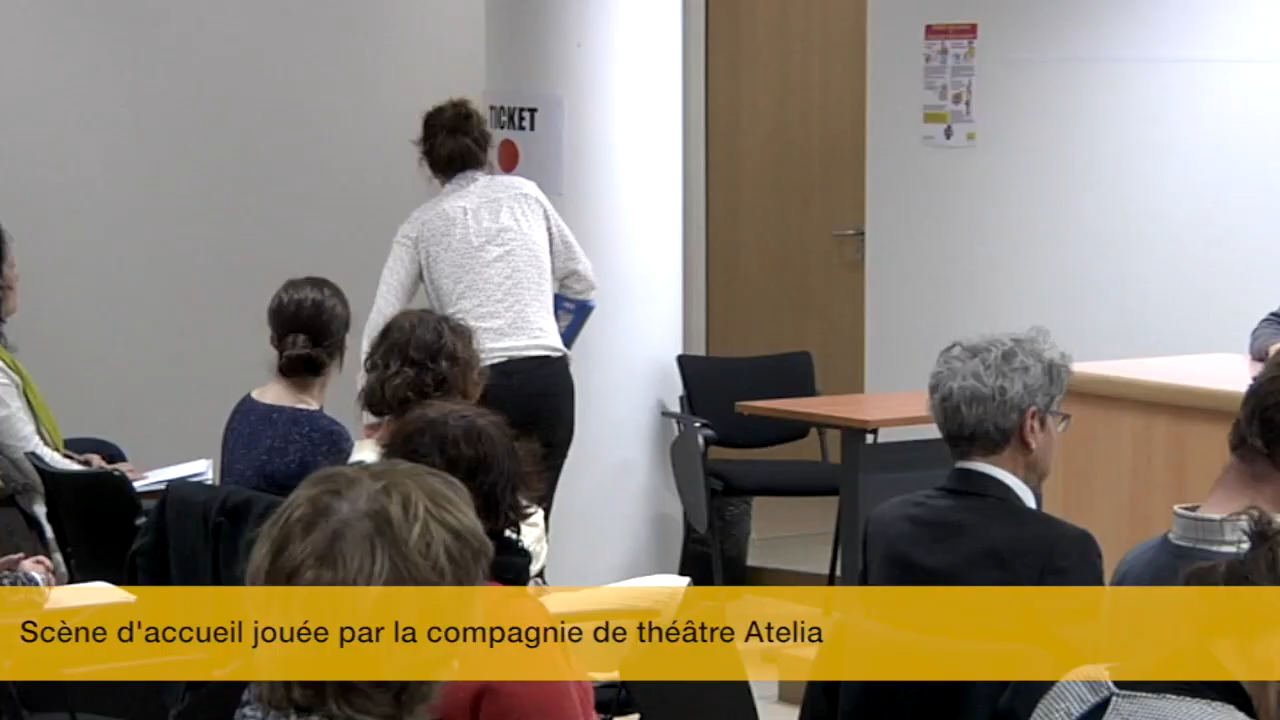 TICKET
Scène d'accueil jouée par la compagnie de théâtre Atelia